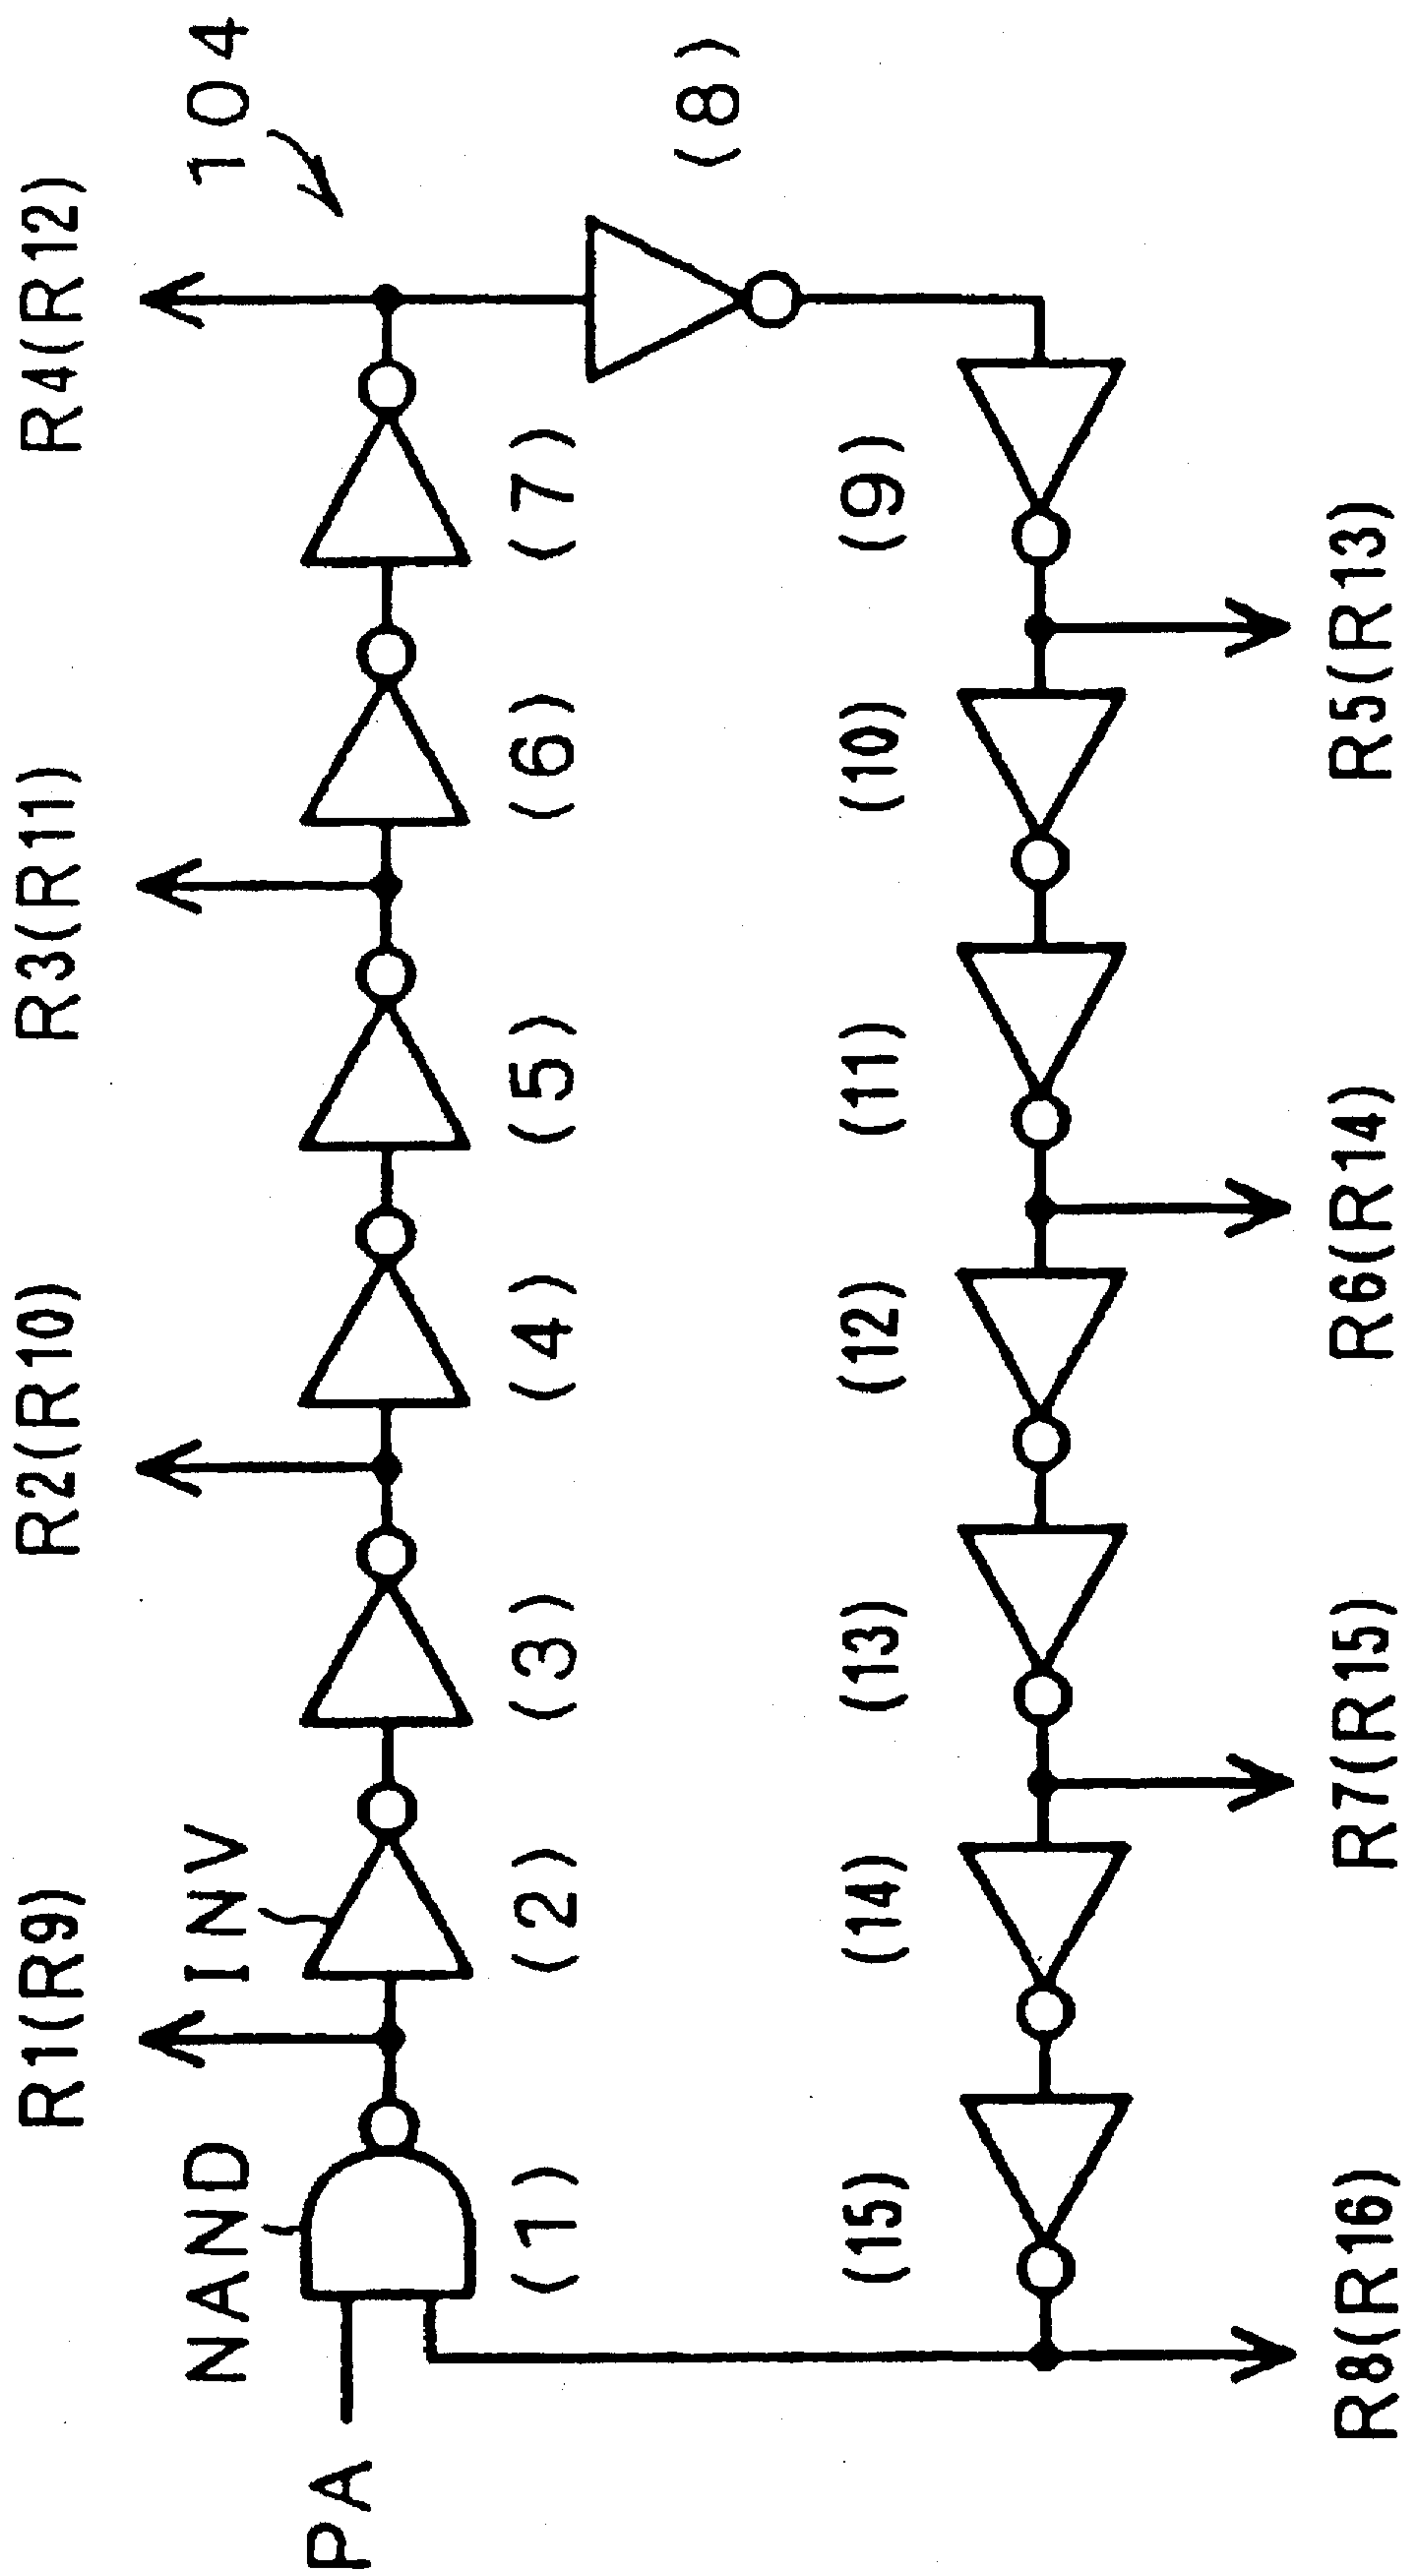 R1(R9)
R2(R10)
R3(R11)
R4(R12)
NAND
INV
104
PA
(1)
(2)
(3)
(4)
(5)
(6)
(7)
(8)
(15)
(14)
(13)
(12)
(11)
(10)
(9)
R8(R16)
R7(R15)
R6(R14)
R5(R13)